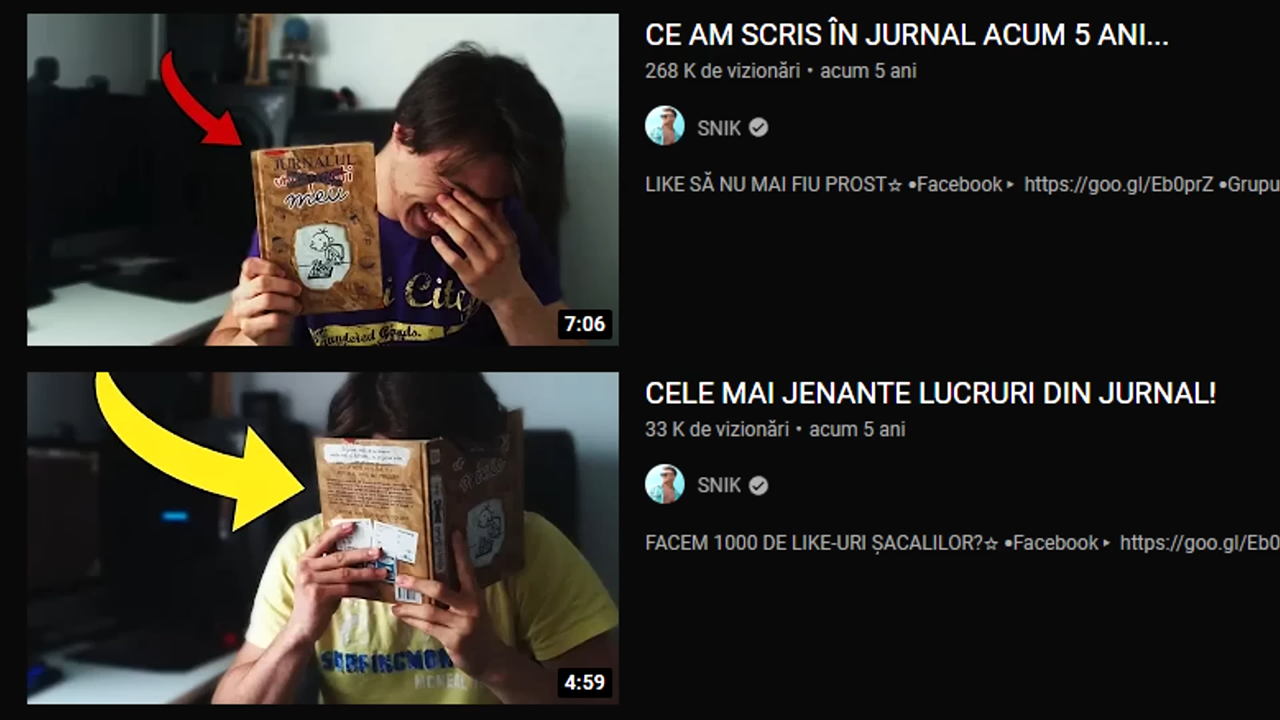 CE AM SCRIS ÎN JURNAL ACUM 5 ANI...
268 K de vizionări • acum 5 ani
SNIK
LIKE SĂ NU MAI FIU PROST☆ •Facebook ▸ https://goo.gl/Eb0prZ •Grupu
JURNALUL
meu
i City
Goods.
7:06
CELE MAI JENANTE LUCRURI DIN JURNAL!
33 K de vizionări • acum 5 ani
SNIK
FACEM 1000 DE LIKE-URI ȘACALILOR?☆ •Facebook ▸ https://goo.gl/Eb0
4:59